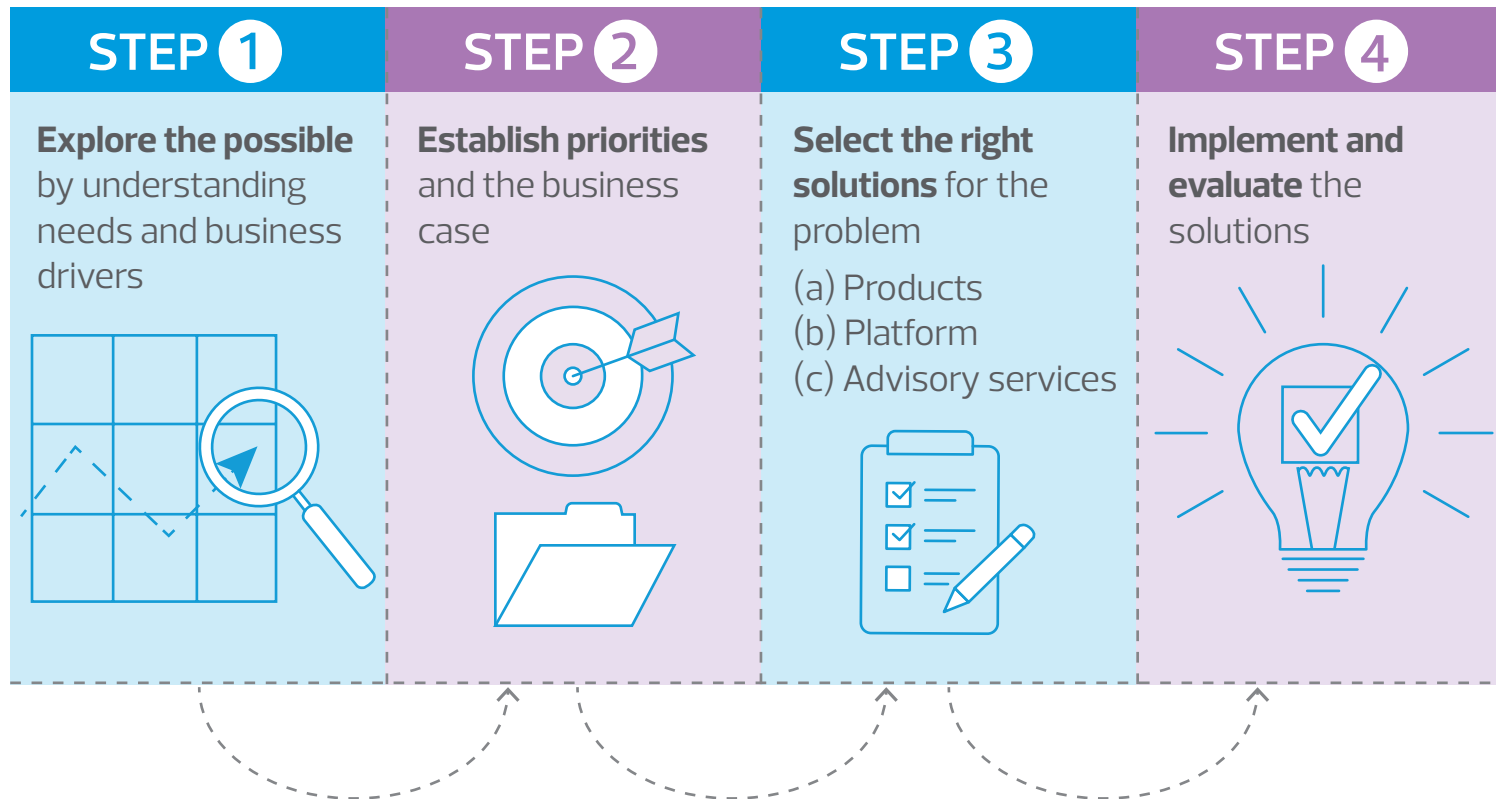 STEP 1
Explore the possible
by understanding
needs and business
drivers
STEP 2
Establish priorities
and the business
case
STEP 3
Select the right
solutions for the
problem
(a) Products
(b) Platform
(c) Advisory services
STEP 4
Implement and
evaluate the
solutions